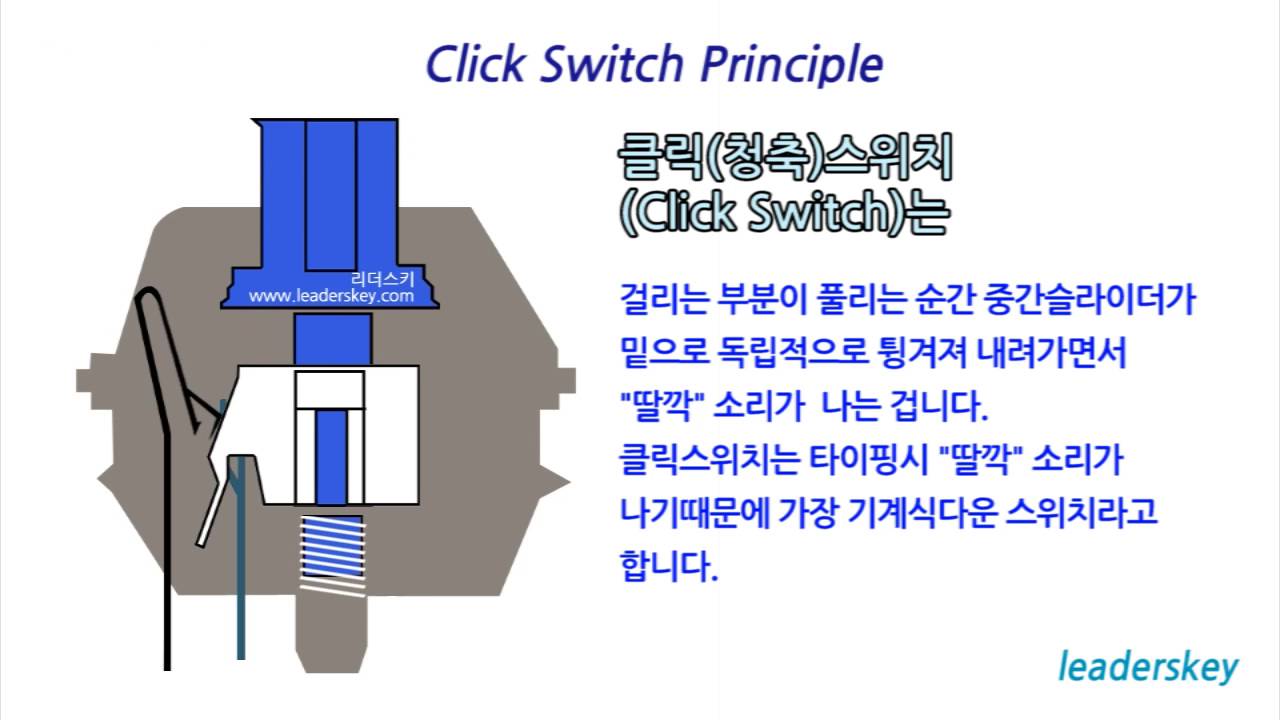 Click Switch Principle
클릭(청축)스위치
(Click Switch)는
걸리는 부분이 풀리는 순간 중간슬라이더가
밑으로 독립적으로 튕겨져 내려가면서
"딸깍" 소리가 나는 겁니다.
클릭스위치는 타이핑시 "딸깍" 소리가
나기때문에 가장 기계식다운 스위치라고
합니다.
리더스키
www.leaderskey.com
leaderskey